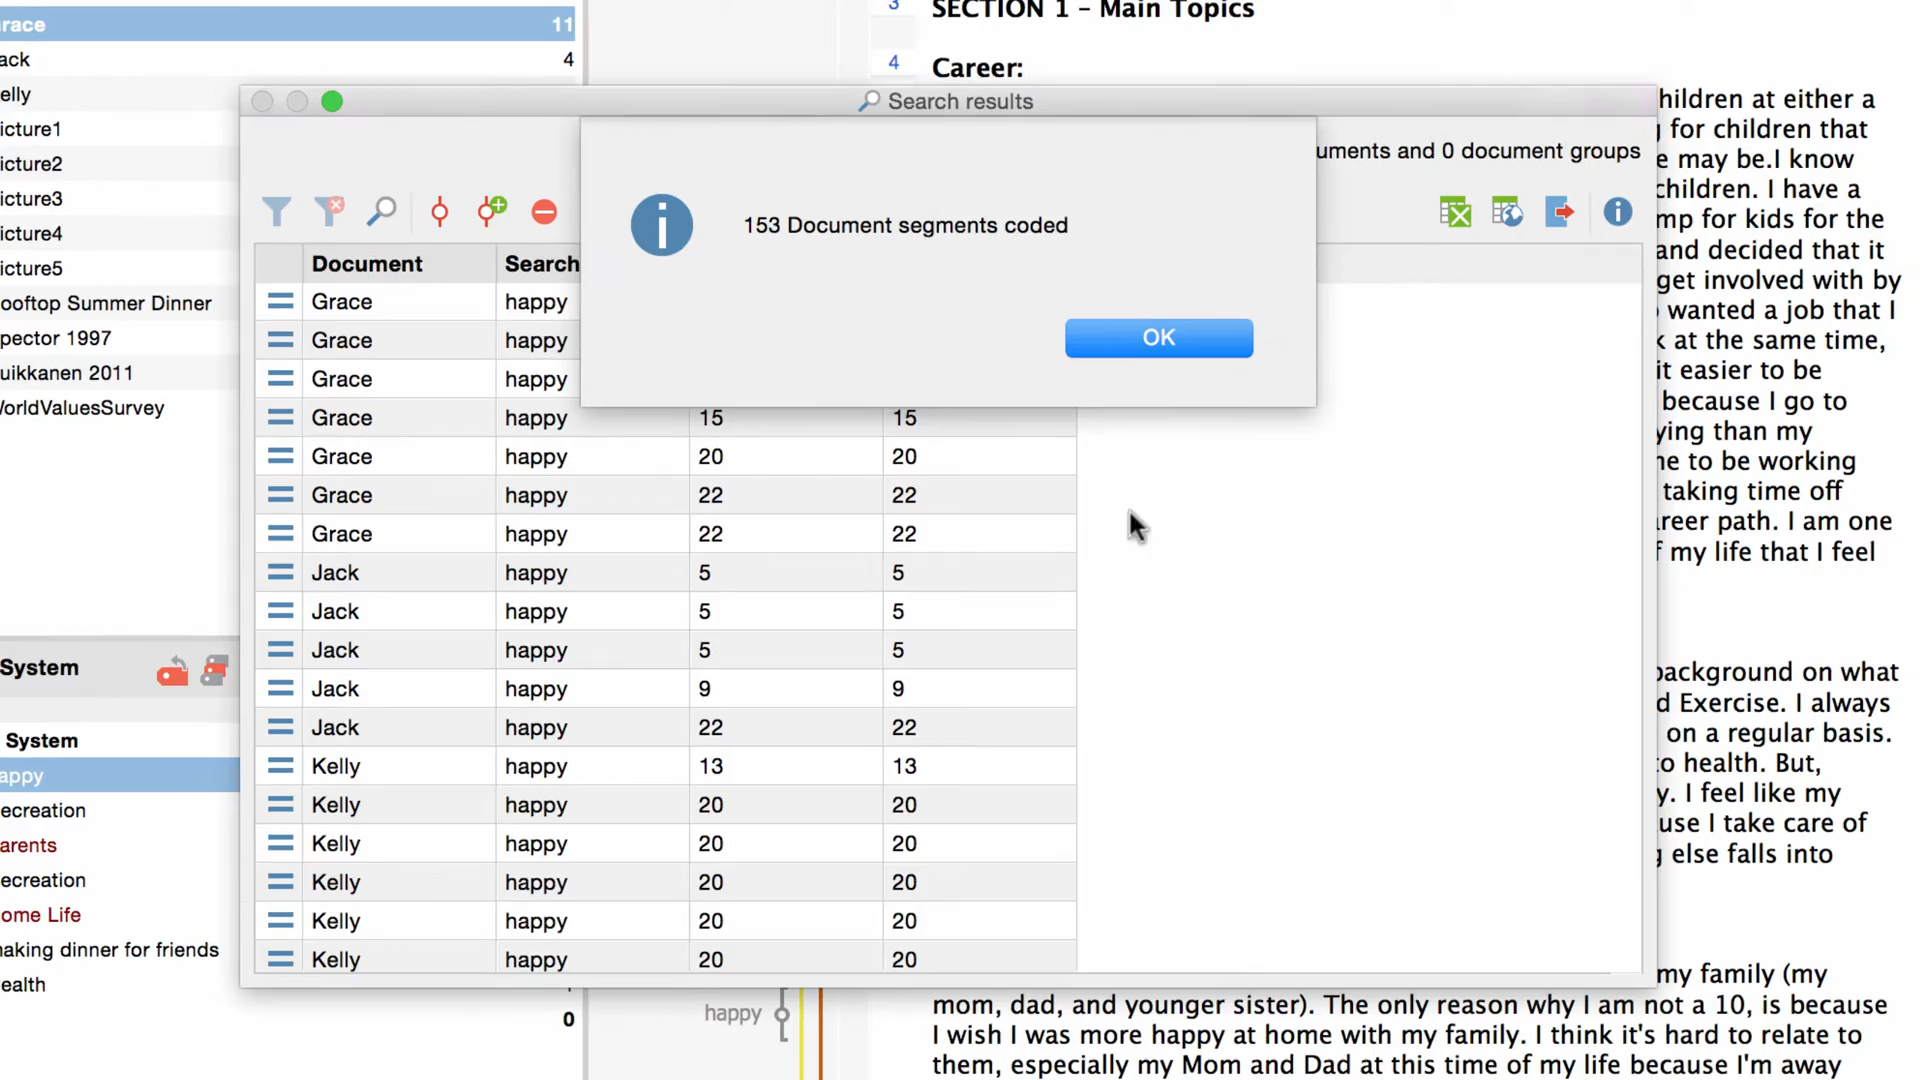 race 11
ack 4
elly
icture1
icture2
icture3
icture4
icture5
ooftop Summer Dinner
pector 1997
uikkanen 2011
VorldValuesSurvey
System
System
appy
ecreation
arents
ecreation
ome Life
naking dinner for friends
ealth
0
Search results
uments and 0 document groups
153 Document segments coded
OK
Document Search
Grace happy
Grace happy
Grace happy
Grace happy 15 15
Grace happy 20 20
Grace happy 22 22
Grace happy 22 22
Jack happy 5 5
Jack happy 5 5
Jack happy 5 5
Jack happy 9 9
Jack happy 22 22
Kelly happy 13 13
Kelly happy 20 20
Kelly happy 20 20
Kelly happy 20 20
Kelly happy 20 20
Kelly happy 20 20
happy
3 SECTION 1 – Main Topics
4 Career:
hildren at either a
for children that
e may be.I know
children. I have a
mp for kids for the
and decided that it
get involved with by
wanted a job that I
k at the same time,
it easier to be
because I go to
ying than my
ne to be working
taking time off
areer path. I am one
f my life that I feel
background on what
d Exercise. I always
on a regular basis.
to health. But,
y. I feel like my
use I take care of
g else falls into
my family (my
mom, dad, and younger sister). The only reason why I am not a 10, is because
I wish I was more happy at home with my family. I think it's hard to relate to
them, especially my Mom and Dad at this time of my life because I'm away